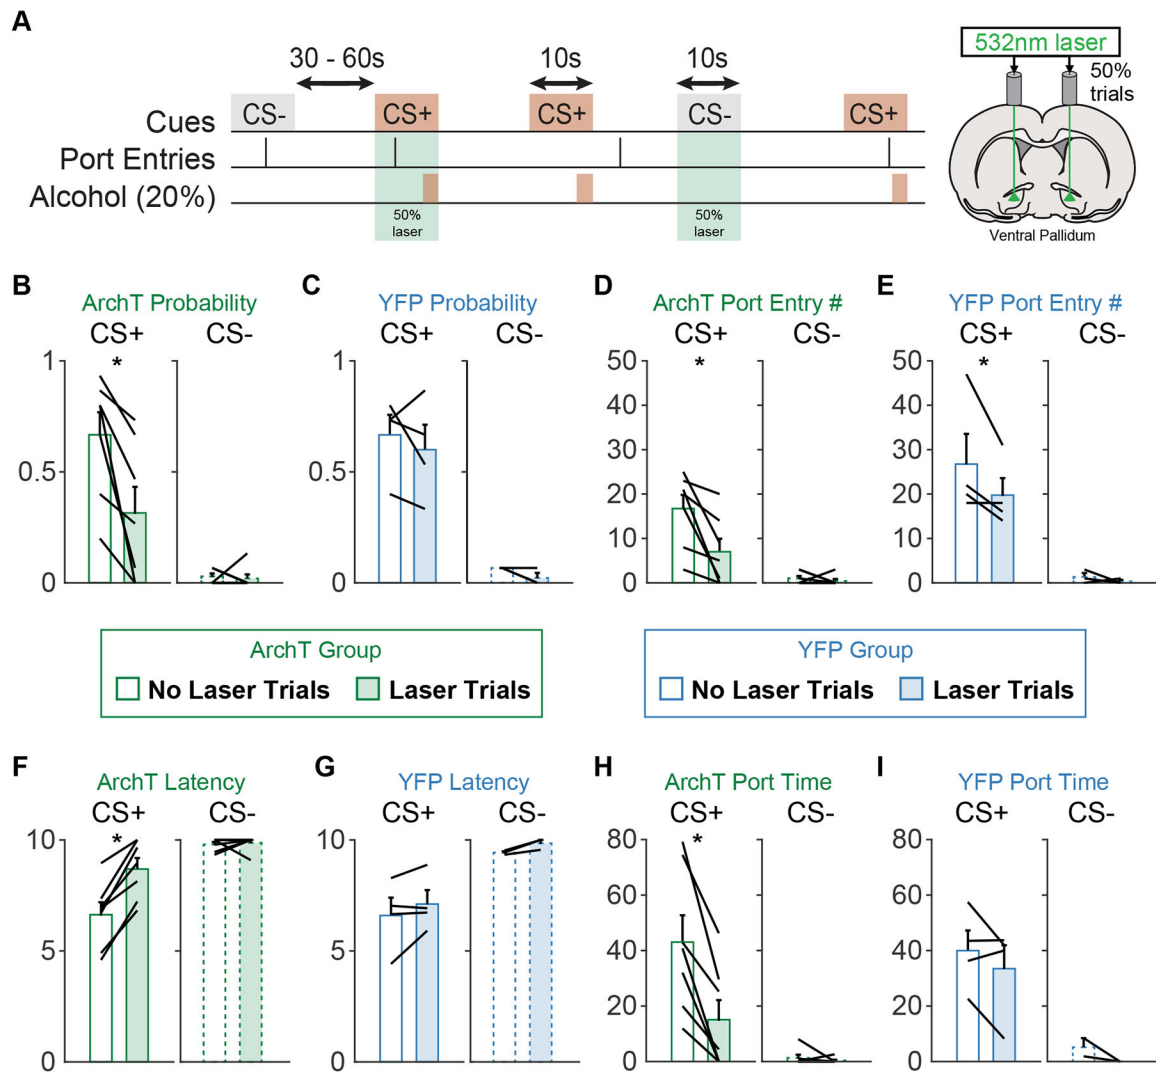 A
30 - 60s
10s
10s
532nm laser
50%
trials
Cues
CS-
CS+
CS+
CS-
CS+
Port Entries
Alcohol (20%)
50%
laser
50%
laser
Ventral Pallidum
B
ArchT Probability
CS+
CS-
*
1
0.5
0
C
YFP Probability
CS+
CS-
1
0.5
0
D
ArchT Port Entry #
CS+
CS-
*
50
40
30
20
10
0
E
YFP Port Entry #
CS+
CS-
*
50
40
30
20
10
0
ArchT Group
No Laser Trials
Laser Trials
YFP Group
No Laser Trials
Laser Trials
F
ArchT Latency
CS+
CS-
*
10
5
0
G
YFP Latency
CS+
CS-
10
5
0
H
ArchT Port Time
CS+
CS-
*
80
60
40
20
0
I
YFP Port Time
CS+
CS-
80
60
40
20
0